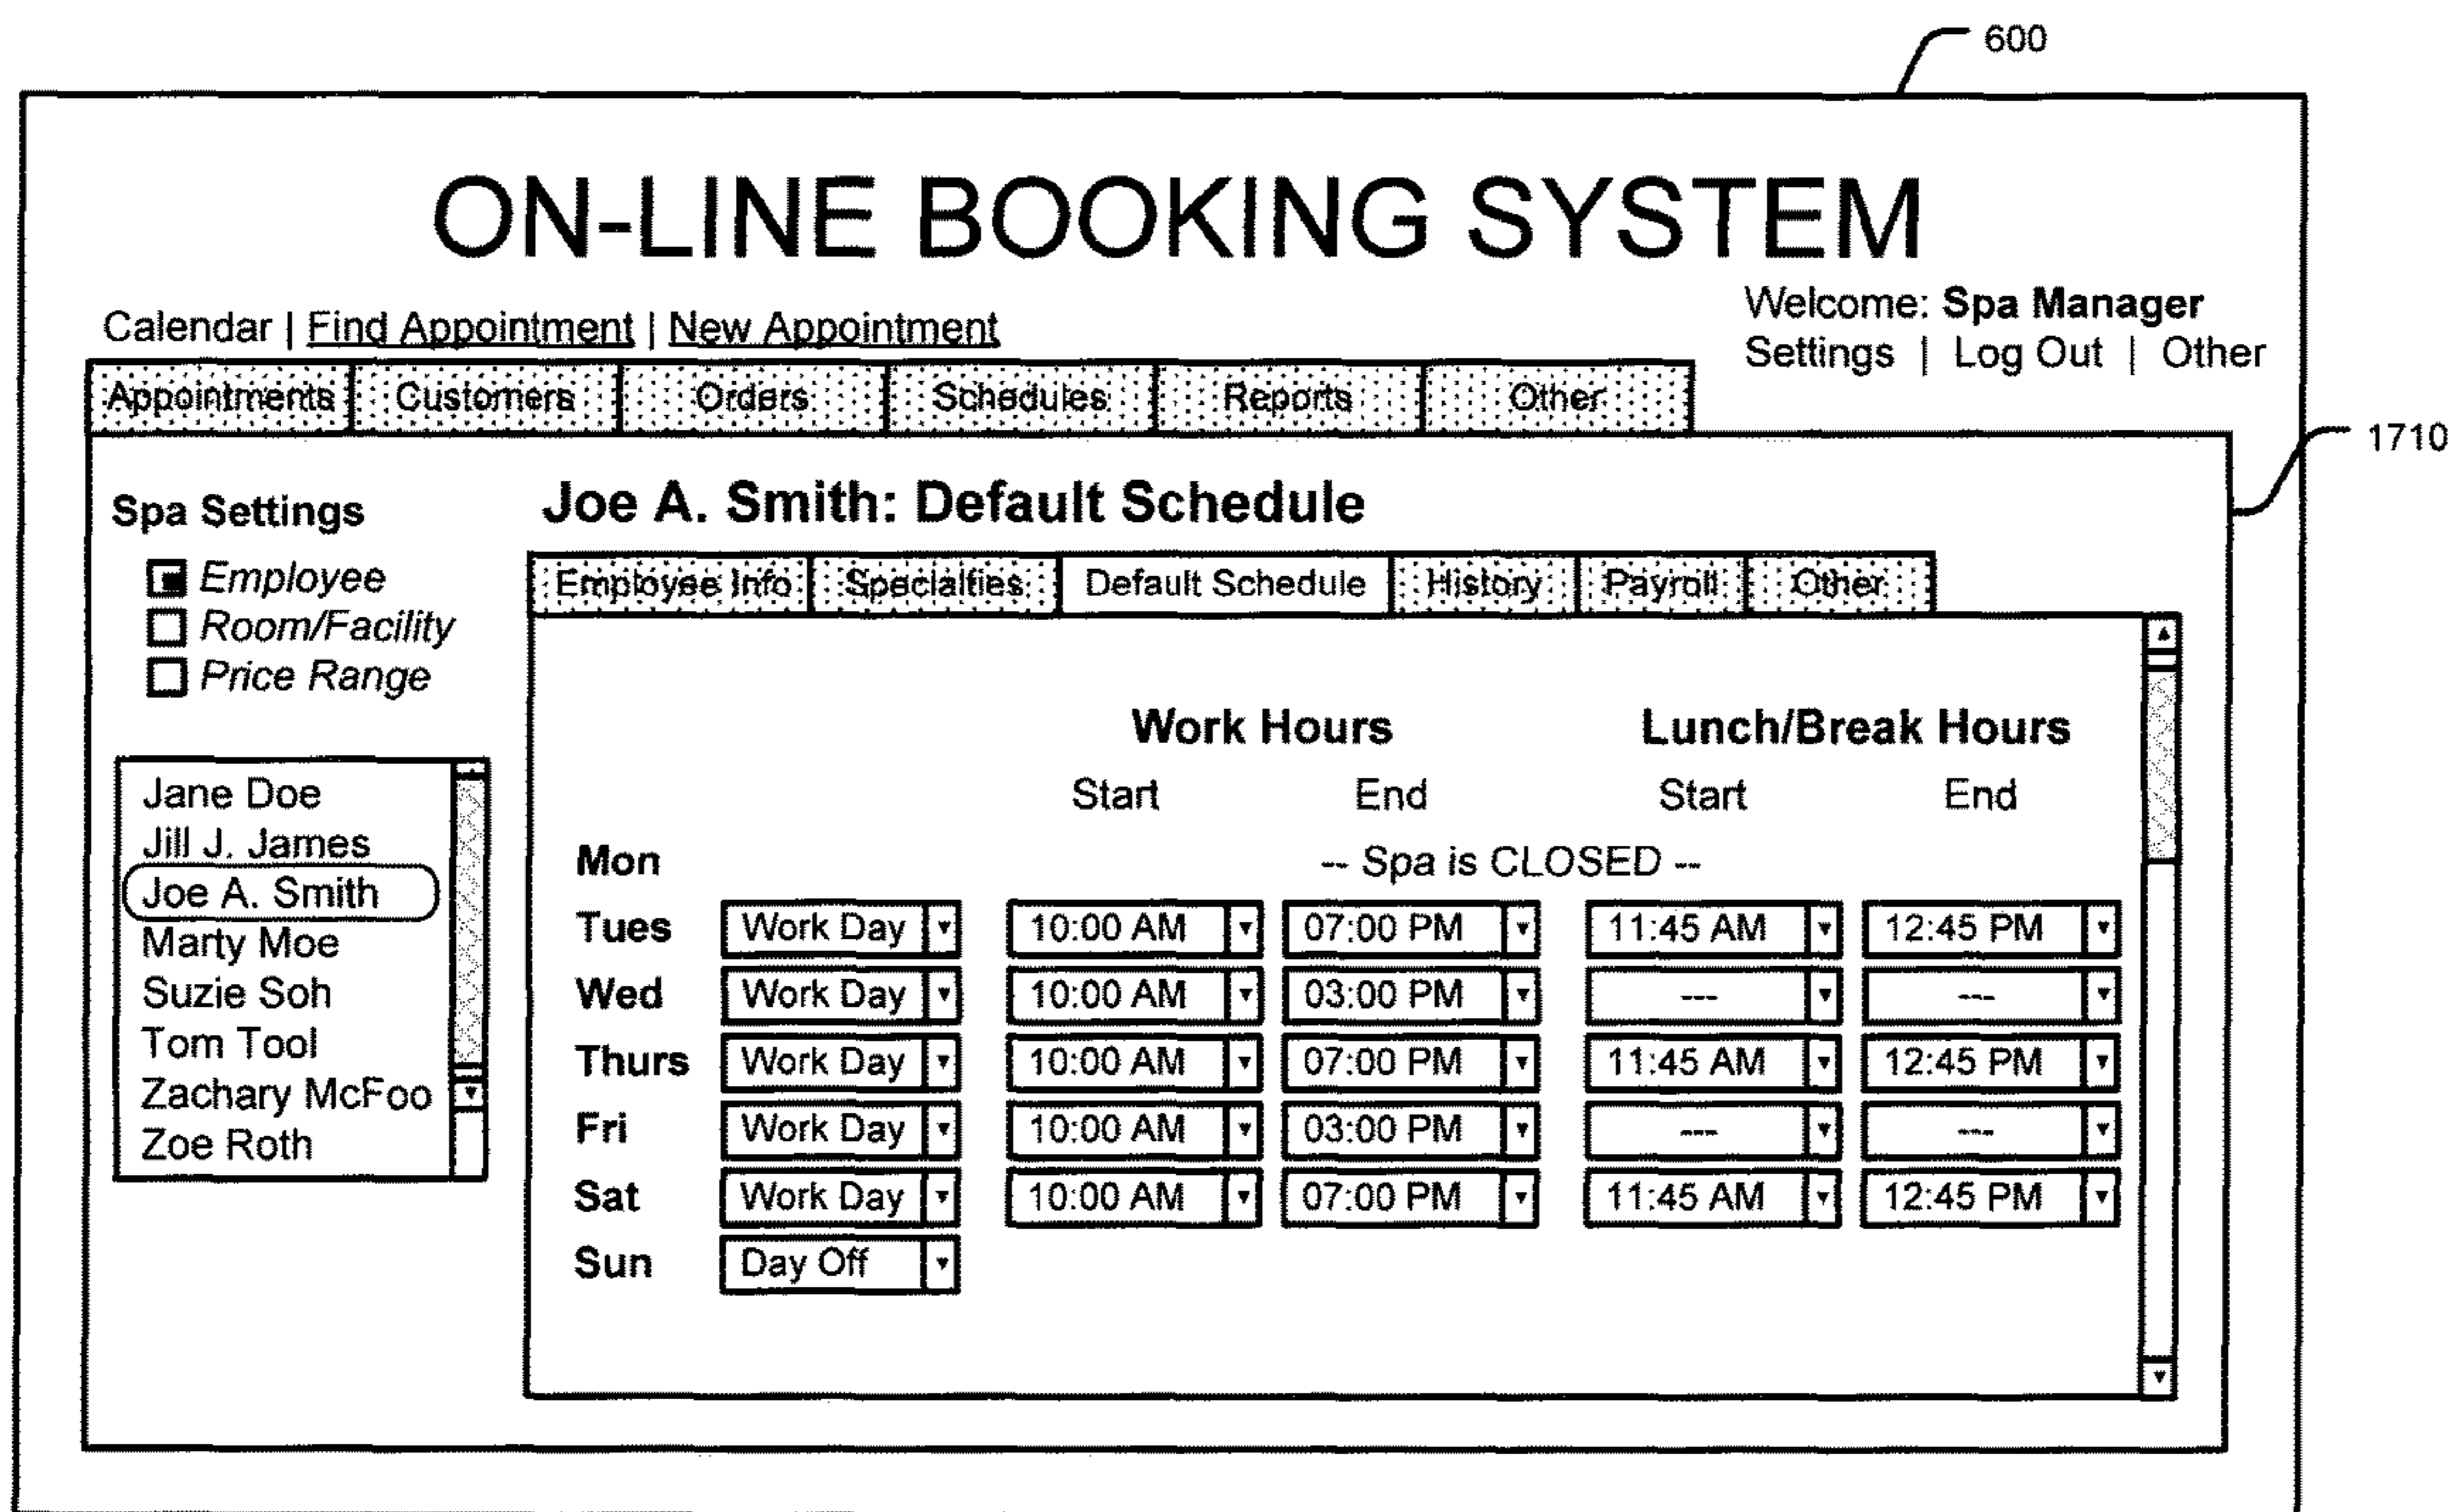 600
ON-LINE BOOKING SYSTEM
Welcome: Spa Manager
Calendar | Find Appointment | New Appointment
Settings | Log Out | Other
Appointments Customers Orders Schedules Reports Other
1710
Spa Settings
Employee
Room/Facility
Price Range
Jane Doe
Jill J. James
Joe A. Smith
Marty Moe
Suzie Soh
Tom Tool
Zachary McFoo
Zoe Roth
Joe A. Smith: Default Schedule
Employee Info Specialties Default Schedule History Payroll Other
Work Hours Lunch/Break Hours
Start End Start End
Mon -- Spa is CLOSED --
Tues Work Day 10:00 AM 07:00 PM 11:45 AM 12:45 PM
Wed Work Day 10:00 AM 03:00 PM --- ---
Thurs Work Day 10:00 AM 07:00 PM 11:45 AM 12:45 PM
Fri Work Day 10:00 AM 03:00 PM --- ---
Sat Work Day 10:00 AM 07:00 PM 11:45 AM 12:45 PM
Sun Day Off